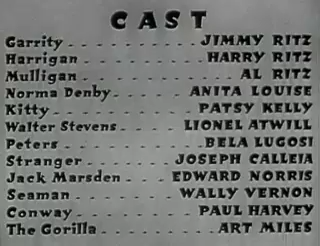 CAST
Garrity - - - - - - - - - - JIMMY RITZ
Harrigan - - - - - - - - - HARRY RITZ
Mulligan - - - - - - - - - - - - AL RITZ
Norma Denby - - - - - - ANITA LOUISE
Kitty - - - - - - - - - - - PATSY KELLY
Walter Stevens - - - - LIONEL ATWILL
Peters - - - - - - - - - - - BELA LUGOSI
Stranger - - - - - - - JOSEPH CALLEIA
Jack Marsden - - - EDWARD NORRIS
Seaman - - - - - - - - WALLY VERNON
Conway - - - - - - - - - PAUL HARVEY
The Gorilla - - - - - - - - - ART MILES